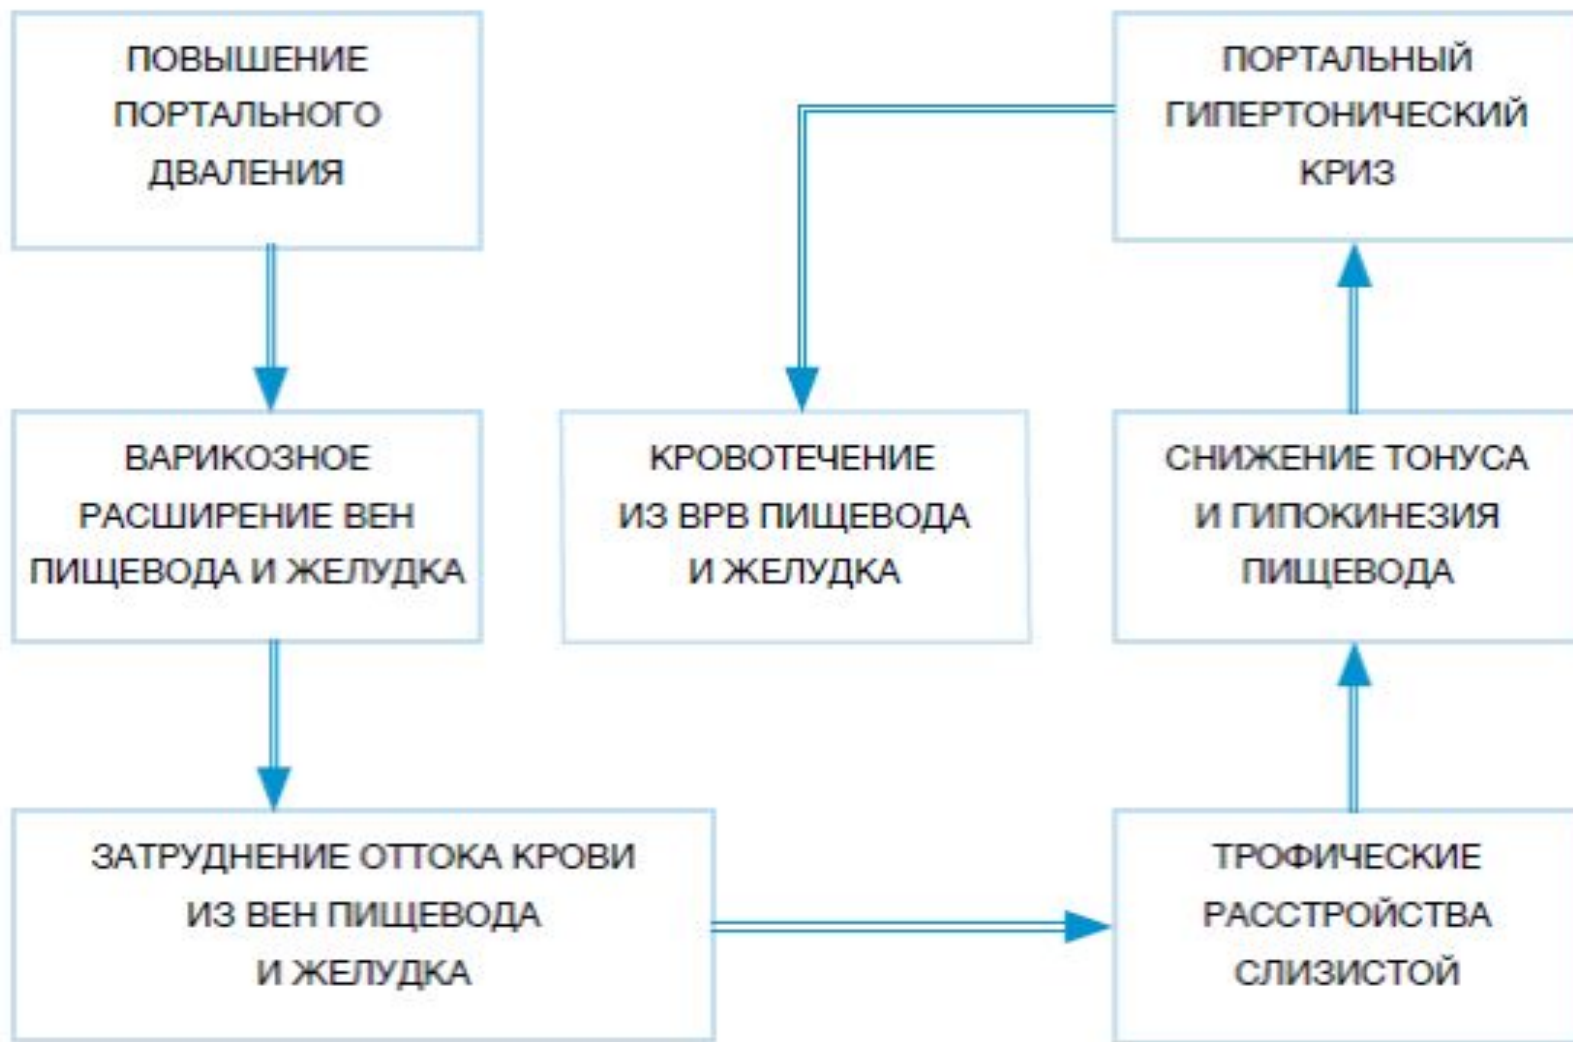 ПОВЫШЕНИЕ
ПОРТАЛЬНОГО
ДВАЛЕНИЯ
ВАРИКОЗНОЕ
РАСШИРЕНИЕ ВЕН
ПИЩЕВОДА И ЖЕЛУДКА
ЗАТРУДНЕНИЕ ОТТОКА КРОВИ
ИЗ ВЕН ПИЩЕВОДА
И ЖЕЛУДКА
ТРОФИЧЕСКИЕ
РАССТРОЙСТВА
СЛИЗИСТОЙ
СНИЖЕНИЕ ТОНУСА
И ГИПОКИНЕЗИЯ
ПИЩЕВОДА
ПОРТАЛЬНЫЙ
ГИПЕРТОНИЧЕСКИЙ
КРИЗ
КРОВОТЕЧЕНИЕ
ИЗ ВРВ ПИЩЕВОДА
И ЖЕЛУДКА